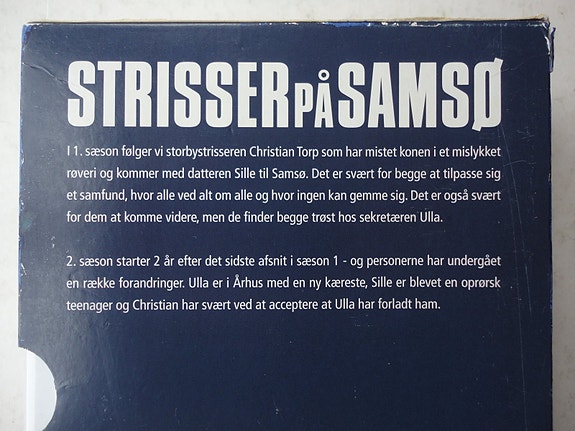 STRISSER PÅ SAMSØ
I 1. sæson følger vi storbystrisseren Christian Torp som har mistet konen i et mislykket
røveri og kommer med datteren Sille til Samsø. Det er svært for begge at tilpasse sig
et samfund, hvor alle ved alt om alle og hvor ingen kan gemme sig. Det er også svært
for dem at komme videre, men de finder begge trøst hos sekretæren Ulla.
2. sæson starter 2 år efter det sidste afsnit i sæson 1 - og personerne har undergået
en række forandringer. Ulla er i Århus med en ny kæreste, Sille er blevet en oprørsk
teenager og Christian har svært ved at acceptere at Ulla har forladt ham.